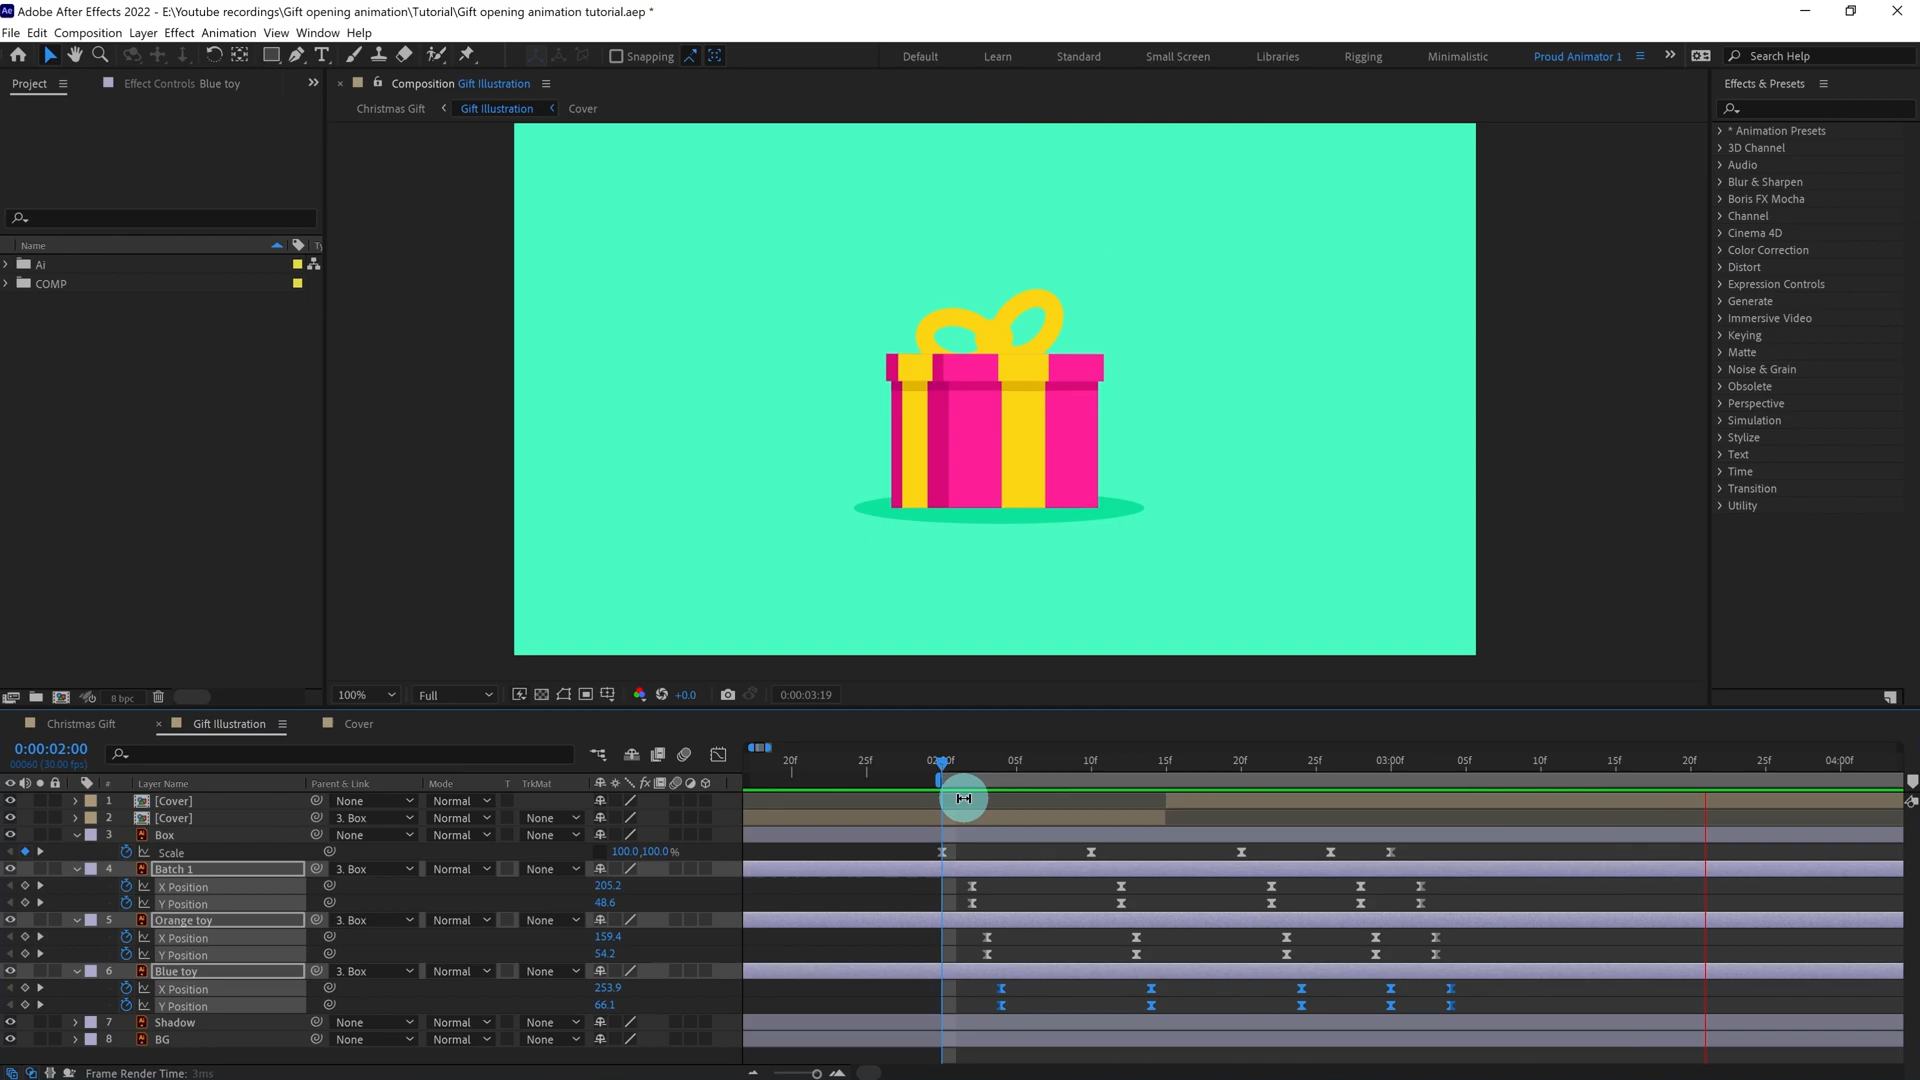 Adobe After Effects 2022 - E:\Youtube recordings\Gift opening animation\Tutorial\Gift opening animation tutorial.aep *
File Edit Composition Layer Effect Animation View Window Help
Snapping Default Learn Standard Small Screen Libraries Rigging Minimalistic Proud Animator 1 Search Help
Project Effect Controls Blue toy Composition Gift Illustration Effects & Presets
Christmas Gift Gift Illustration Cover
* Animation Presets
3D Channel
Audio
Blur & Sharpen
Boris FX Mocha
Channel
Cinema 4D
Color Correction
Distort
Expression Controls
Generate
Immersive Video
Keying
Matte
Noise & Grain
Obsolete
Perspective
Simulation
Stylize
Text
Time
Transition
Utility
Name Ty
Ai
COMP
8 bpc 100% Full +0.0 0:00:03:19
Christmas Gift Gift Illustration Cover
0:00:02:00
00060 (30.00 fps)
20f 25f 02:00f 05f 10f 15f 20f 25f 03:00f 05f 10f 15f 20f 25f 04:00f
# Layer Name Parent & Link Mode T TrkMat fx
1 [Cover] None Normal
2 [Cover] 3. Box Normal None
3 Box None Normal None
Scale 100.0,100.0 %
4 Batch 1 3. Box Normal None
X Position 205.2
Y Position 48.6
5 Orange toy 3. Box Normal None
X Position 159.4
Y Position 54.2
6 Blue toy 3. Box Normal None
X Position 253.9
Y Position 66.1
7 Shadow None Normal None
8 BG None Normal None
Frame Render Time: 3ms